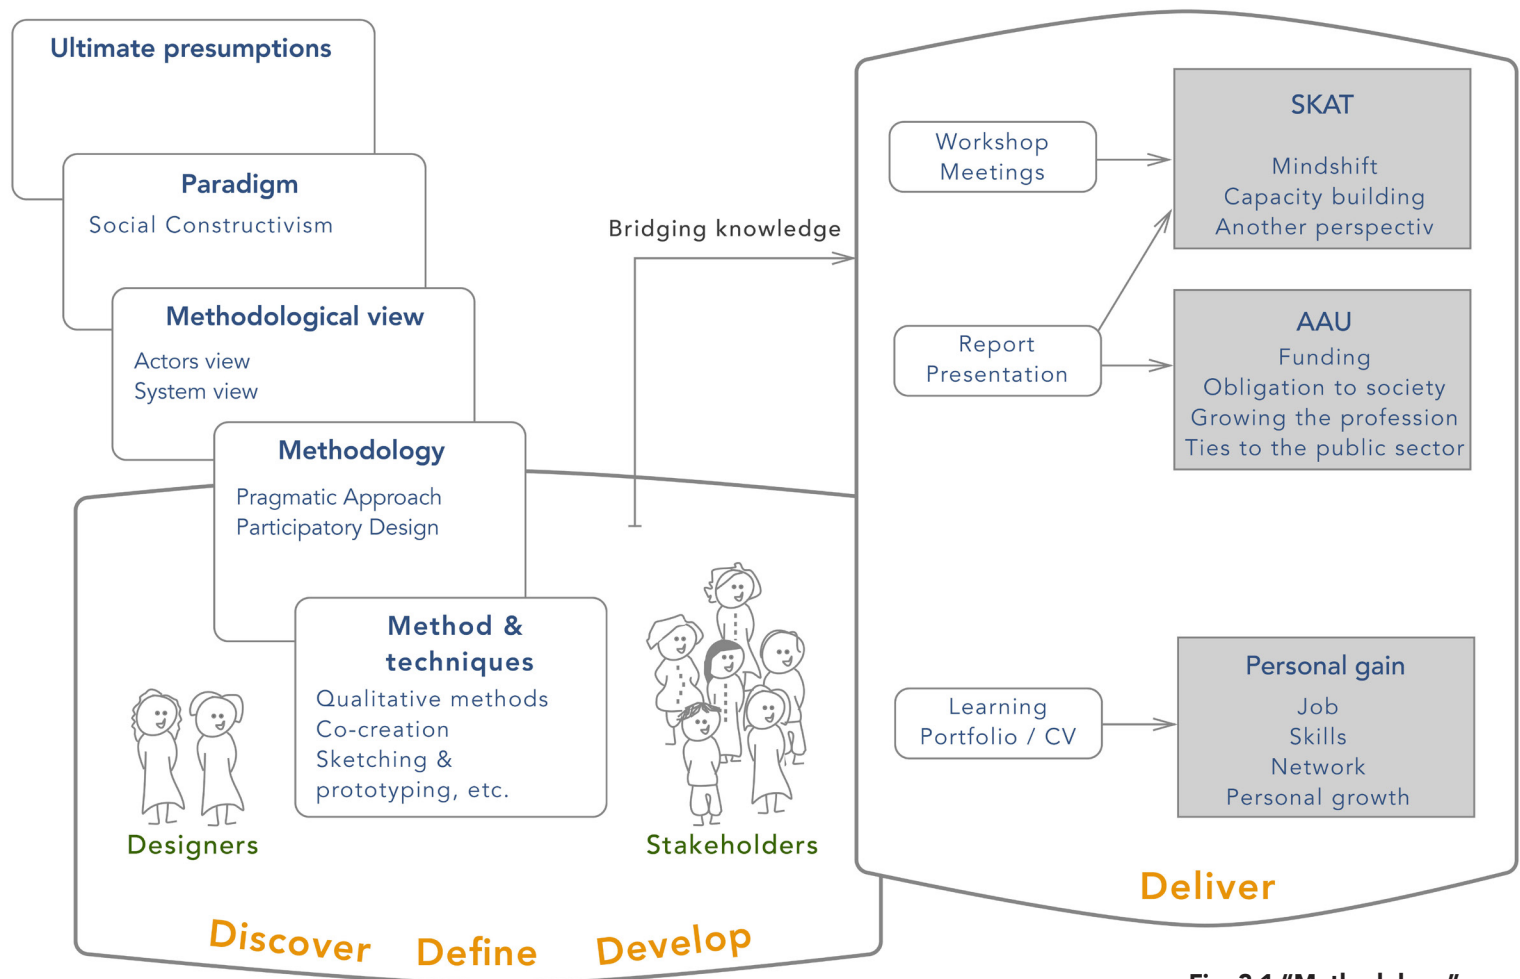 Ultimate presumptions
Paradigm
Social Constructivism
Methodological view
Actors view
System view
Methodology
Pragmatic Approach
Participatory Design
Method &
techniques
Qualitative methods
Co-creation
Sketching &
prototyping, etc.
Designers
Stakeholders
Discover Define Develop
Bridging knowledge
Workshop
Meetings
SKAT
Mindshift
Capacity building
Another perspectiv
Report
Presentation
AAU
Funding
Obligation to society
Growing the profession
Ties to the public sector
Learning
Portfolio / CV
Personal gain
Job
Skills
Network
Personal growth
Deliver